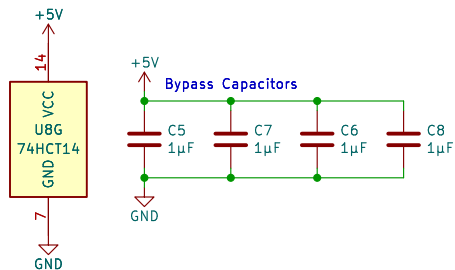 +5V
14
VCC
U8G
74HCT14
GND
7
GND
+5V
Bypass Capacitors
C5
1µF
C7
1µF
C6
1µF
C8
1µF
GND